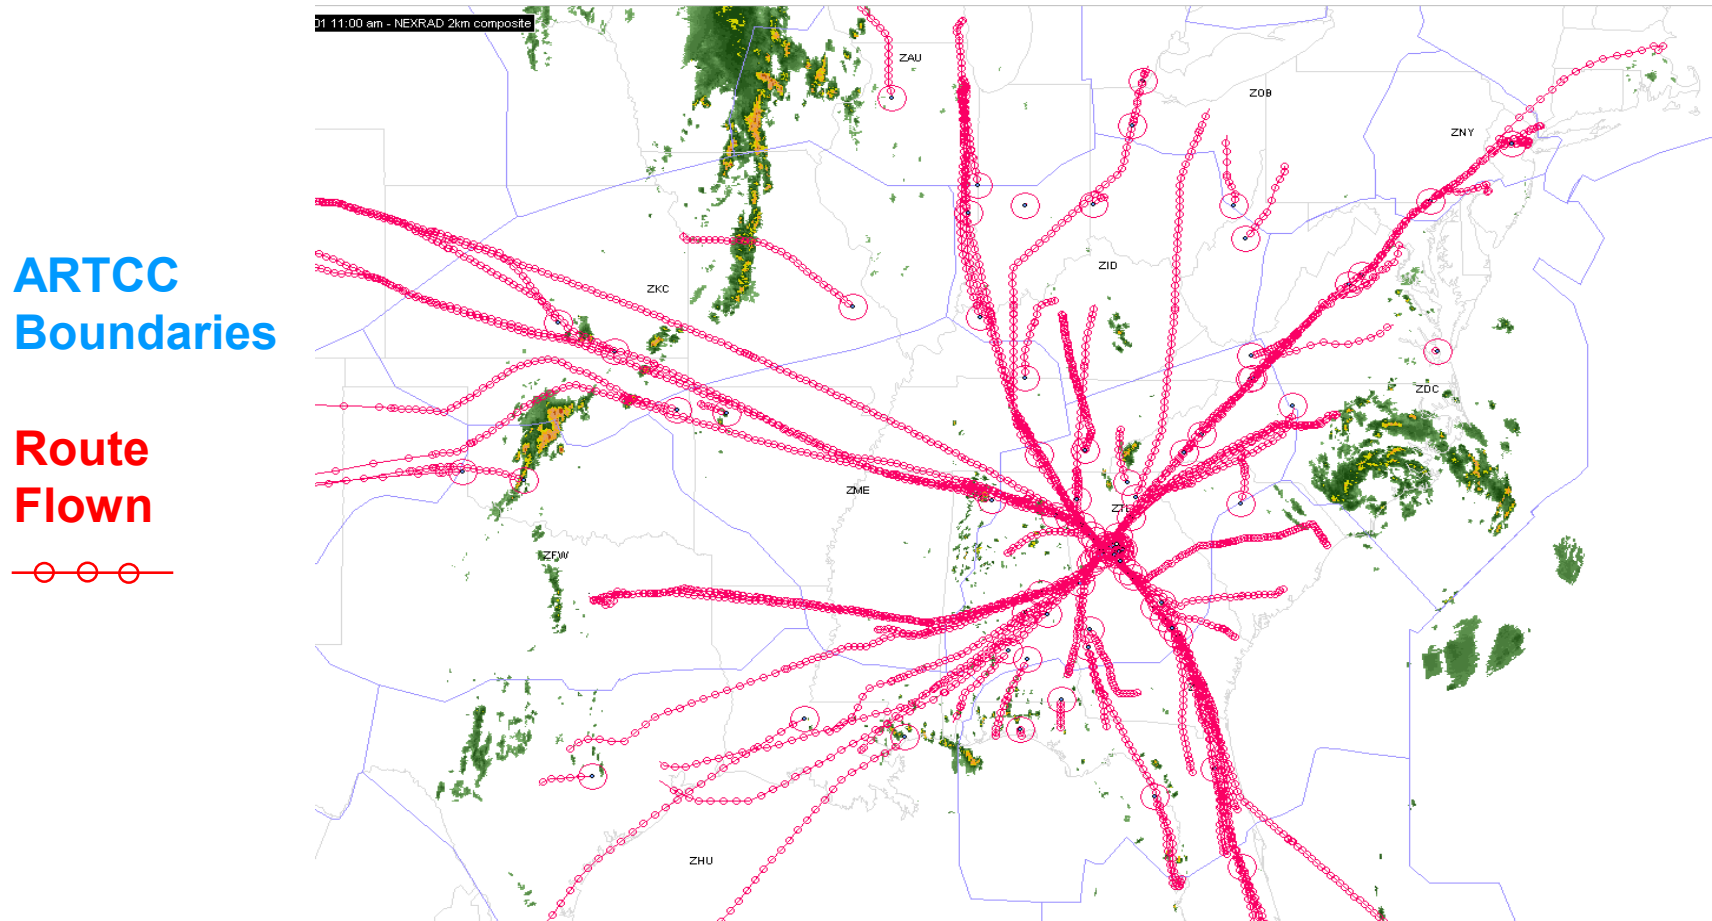 01 11:00 am - NEXRAD 2km composite
ZAU
ZOB
ZNY
ARTCC
Boundaries
ZID
ZKC
ZDC
Route
Flown
ZME
ZFW
ZHU